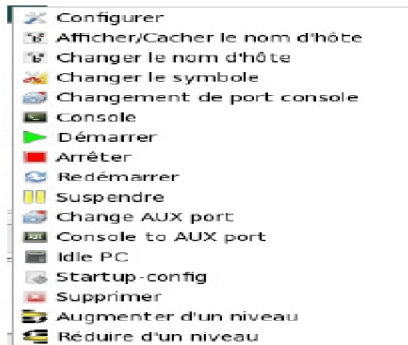 Configurer
Afficher/Cacher le nom d'hôte
Changer le nom d'hôte
Changer le symbole
Changement de port console
Console
Démarrer
Arrêter
Redémarrer
Suspendre
Change AUX port
Console to AUX port
Idle PC
Startup-config
Supprimer
Augmenter d'un niveau
Réduire d'un niveau